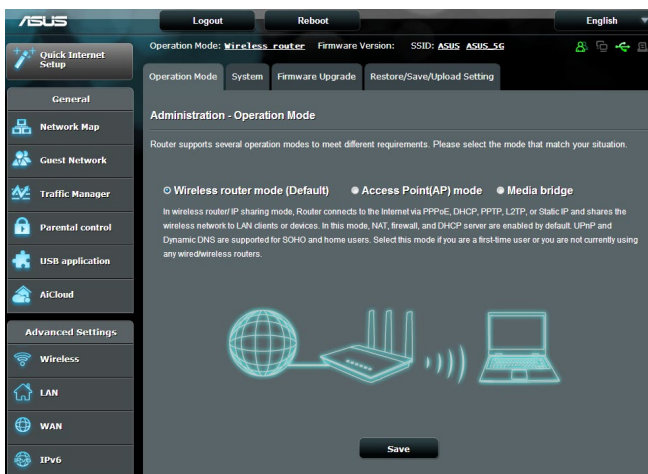 ASUS
Logout
Reboot
English
Quick Internet
Setup
Operation Mode: Wireless router Firmware Version: SSID: ASUS ASUS_5G
Operation Mode
System
Firmware Upgrade
Restore/Save/Upload Setting
General
Network Map
Guest Network
Traffic Manager
Parental control
USB application
AiCloud
Advanced Settings
Wireless
LAN
WAN
IPv6
Administration - Operation Mode
Router supports several operation modes to meet different requirements. Please select the mode that match your situation.
Wireless router mode (Default) Access Point(AP) mode Media bridge
In wireless router/ IP sharing mode, Router connects to the Internet via PPPoE, DHCP, PPTP, L2TP, or Static IP and shares the
wireless network to LAN clients or devices. In this mode, NAT, firewall, and DHCP server are enabled by default. UPnP and
Dynamic DNS are supported for SOHO and home users. Select this mode if you are a first-time user or you are not currently using
any wired/wireless routers.
Save